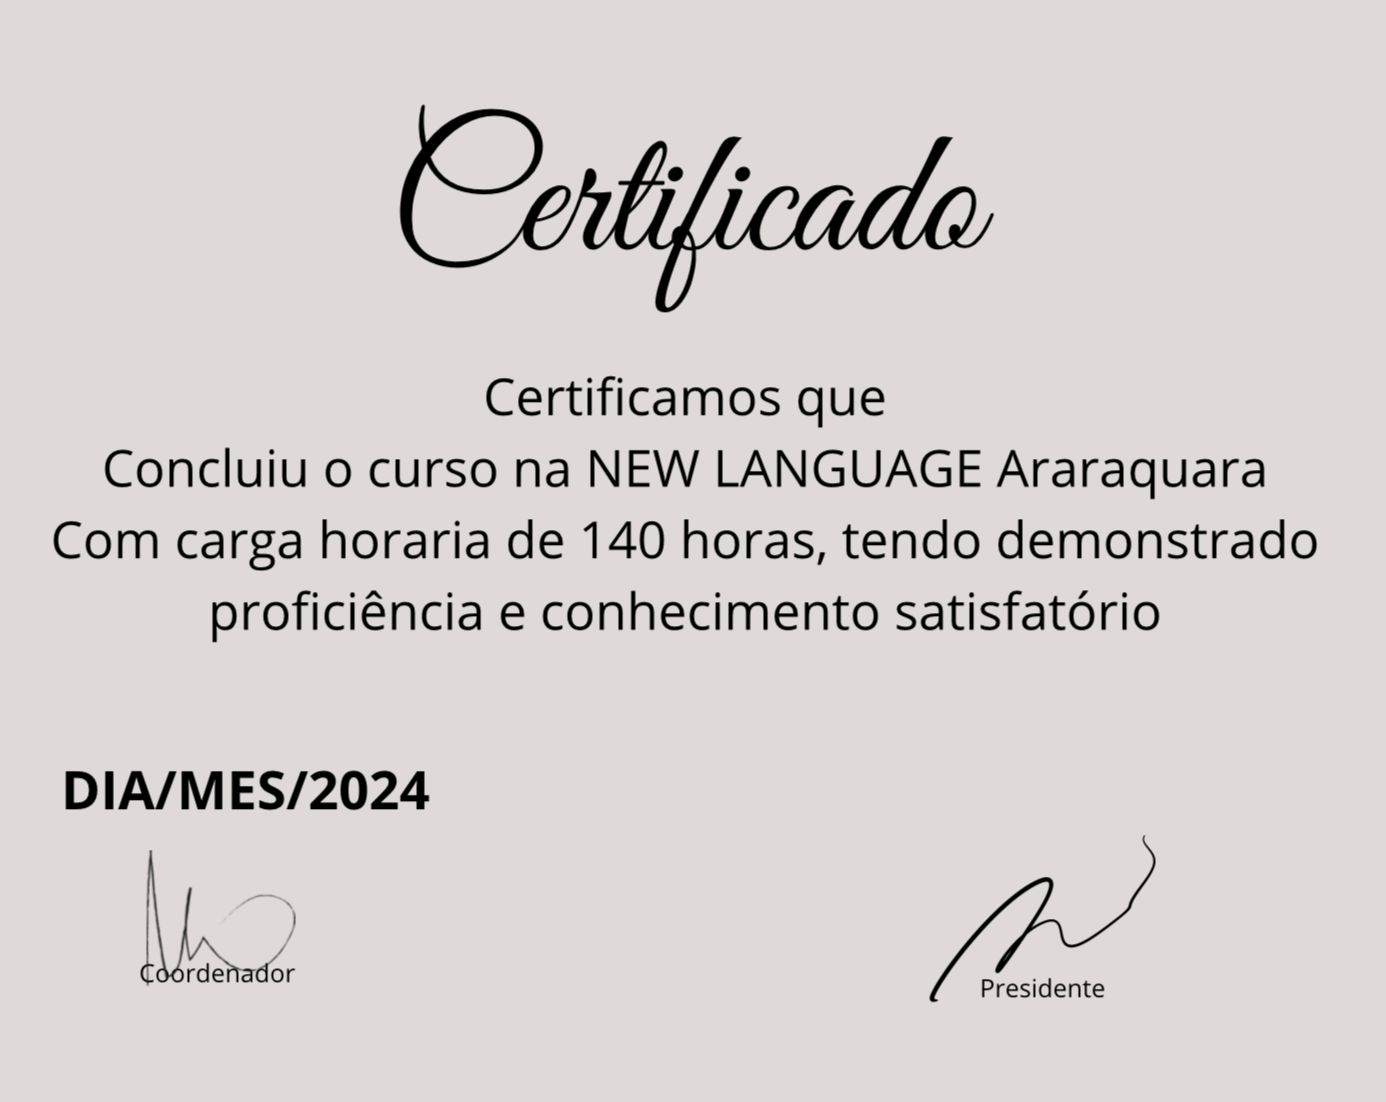 Certificado
Certificamos que
Concluiu o curso na NEW LANGUAGE Araraquara
Com carga horaria de 140 horas, tendo demonstrado
proficiência e conhecimento satisfatório
DIA/MES/2024
Coordenador
Presidente